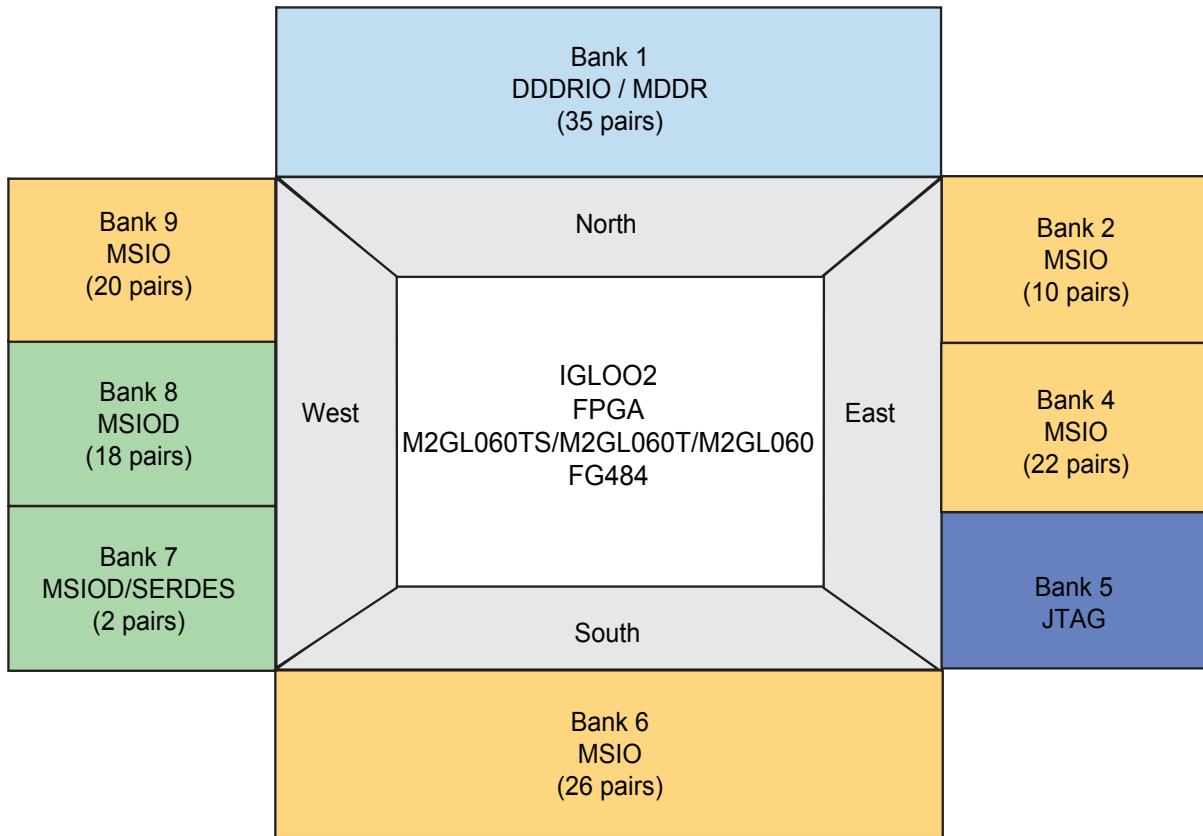 Bank 1
DDDRIO / MDDR
(35 pairs)
Bank 9
MSIO
(20 pairs)
North
Bank 2
MSIO
(10 pairs)
Bank 8
MSIOD
(18 pairs)
West
IGLOO2
FPGA
M2GL060TS/M2GL060T/M2GL060
FG484
East
Bank 4
MSIO
(22 pairs)
Bank 7
MSIOD/SERDES
(2 pairs)
South
Bank 5
JTAG
Bank 6
MSIO
(26 pairs)